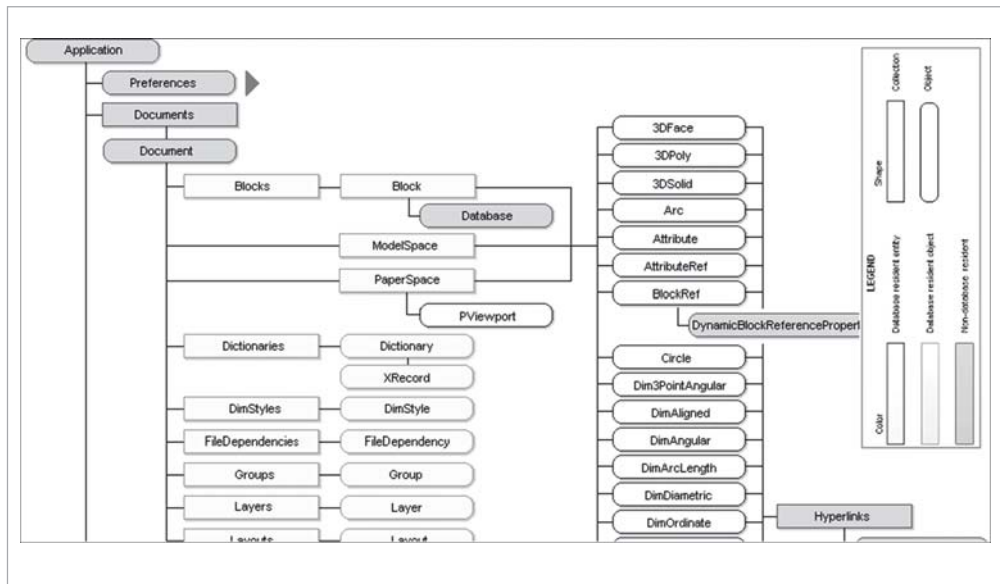 Application
Preferences
Documents
Document
Blocks
Block
Database
ModelSpace
PaperSpace
PViewport
Dictionaries
Dictionary
XRecord
DimStyles
DimStyle
FileDependencies
FileDependency
Groups
Group
Layers
Layer
Layouts
Layout
3DFace
3DPoly
3DSolid
Arc
Attribute
AttributeRef
BlockRef
DynamicBlockReferencePropert
Circle
Dim3PointAngular
DimAligned
DimAngular
DimArcLength
DimDiametric
DimOrdinate
Hyperlinks
LEGEND
Shape
Collection
Object
Color
Database resident entity
Database resident object
Non-database resident